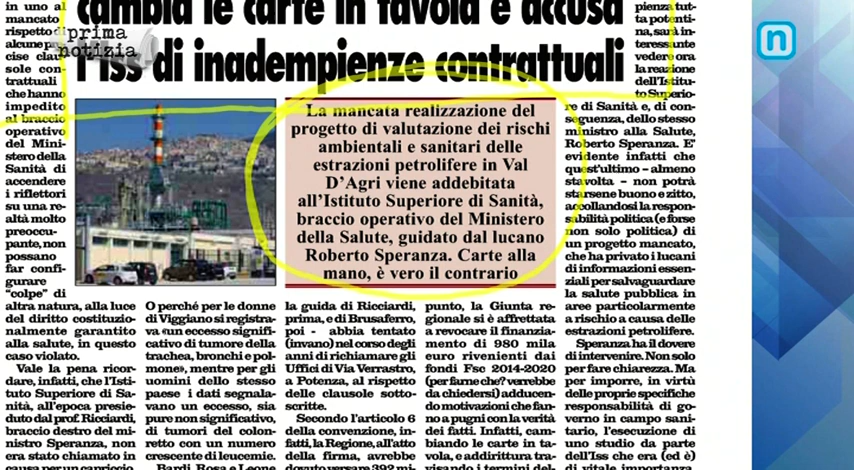 cambia le carte in tavola e accusa
l'Iss di inadempienze contrattuali
prima
notizia
n
in uno al
mancato
rispetto di
alcune pre-
cise clau-
sole con-
trattuali
che hanno
impedito
al braccio
operativo
del Mini-
stero della
Sanità di
accendere
i riflettori
su una re-
altà molto
preoccu-
pante, non
possano
far confi-
gurare
"colpe" di
altra natura, alla luce
del diritto costituzio-
nalmente garantito
alla salute, in questo
caso violato.
Vale la pena ricor-
dare, infatti, che l'Isti-
tuto Superiore di Sa-
nità, all'epoca presie-
duto dal prof. Ricciardi,
braccio destro del mi-
nistro Speranza, non
era stato chiamato in
causa per un capriccio
La mancata realizzazione del
progetto di valutazione dei rischi
ambientali e sanitari delle
estrazioni petrolifere in Val
D'Agri viene addebitata
all'Istituto Superiore di Sanità,
braccio operativo del Ministero
della Salute, guidato dal lucano
Roberto Speranza. Carte alla
mano, è vero il contrario
O perché per le donne
di Viggiano si registra-
va «un eccesso signifi-
cativo di tumore della
trachea, bronchi e pol-
mone», mentre per gli
uomini dello stesso
paese i dati segnala-
vano un eccesso, sia
pure non significativo,
di tumori del colon-
retto con un numero
crescente di leucemie.
Bardi, Rosa e Leone
la guida di Ricciardi,
prima, e di Brusaferro,
poi - abbia tentato
(invano) nel corso degli
anni di richiamare gli
Uffici di Via Verrastro,
a Potenza, al rispetto
delle clausole sotto-
scritte.
Secondo l'articolo 6
della convenzione, in-
fatti, la Regione, all'atto
della firma, avrebbe
dovuto versare 392 mi-
punto, la Giunta re-
gionale si è affrettata
a revocare il finanzia-
mento di 980 mila
euro rivenienti dai
fondi Fsc 2014-2020
(per farne che? verrebbe
da chiedersi) adducen-
do motivazioni che fan-
no a pugni con la verità
dei fatti. Infatti, cam-
biando le carte in ta-
vola, e addirittura tra-
visando i termini del-
pienza tut-
ta potenti-
na, sarà in-
teressante
vedere ora
la reazione
dell'Istitu-
to Superio-
re di Sanità e, di con-
seguenza, dello stesso
ministro alla Salute,
Roberto Speranza. E'
evidente infatti che
quest'ultimo - almeno
stavolta - non potrà
starsene buono e zitto,
accollandosi la respon-
sabilità politica (e forse
non solo politica) di
un progetto mancato,
che ha privato i lucani
di informazioni essen-
ziali per salvaguardare
la salute pubblica in
aree particolarmente
a rischio a causa delle
estrazioni petrolifere.
Speranza ha il dovere
di intervenire. Non solo
per fare chiarezza. Ma
per imporre, in virtù
delle proprie specifiche
responsabilità di go-
verno in campo sani-
tario, l'esecuzione di
uno studio da parte
dell'Iss che era (ed è)
di vitale importanza